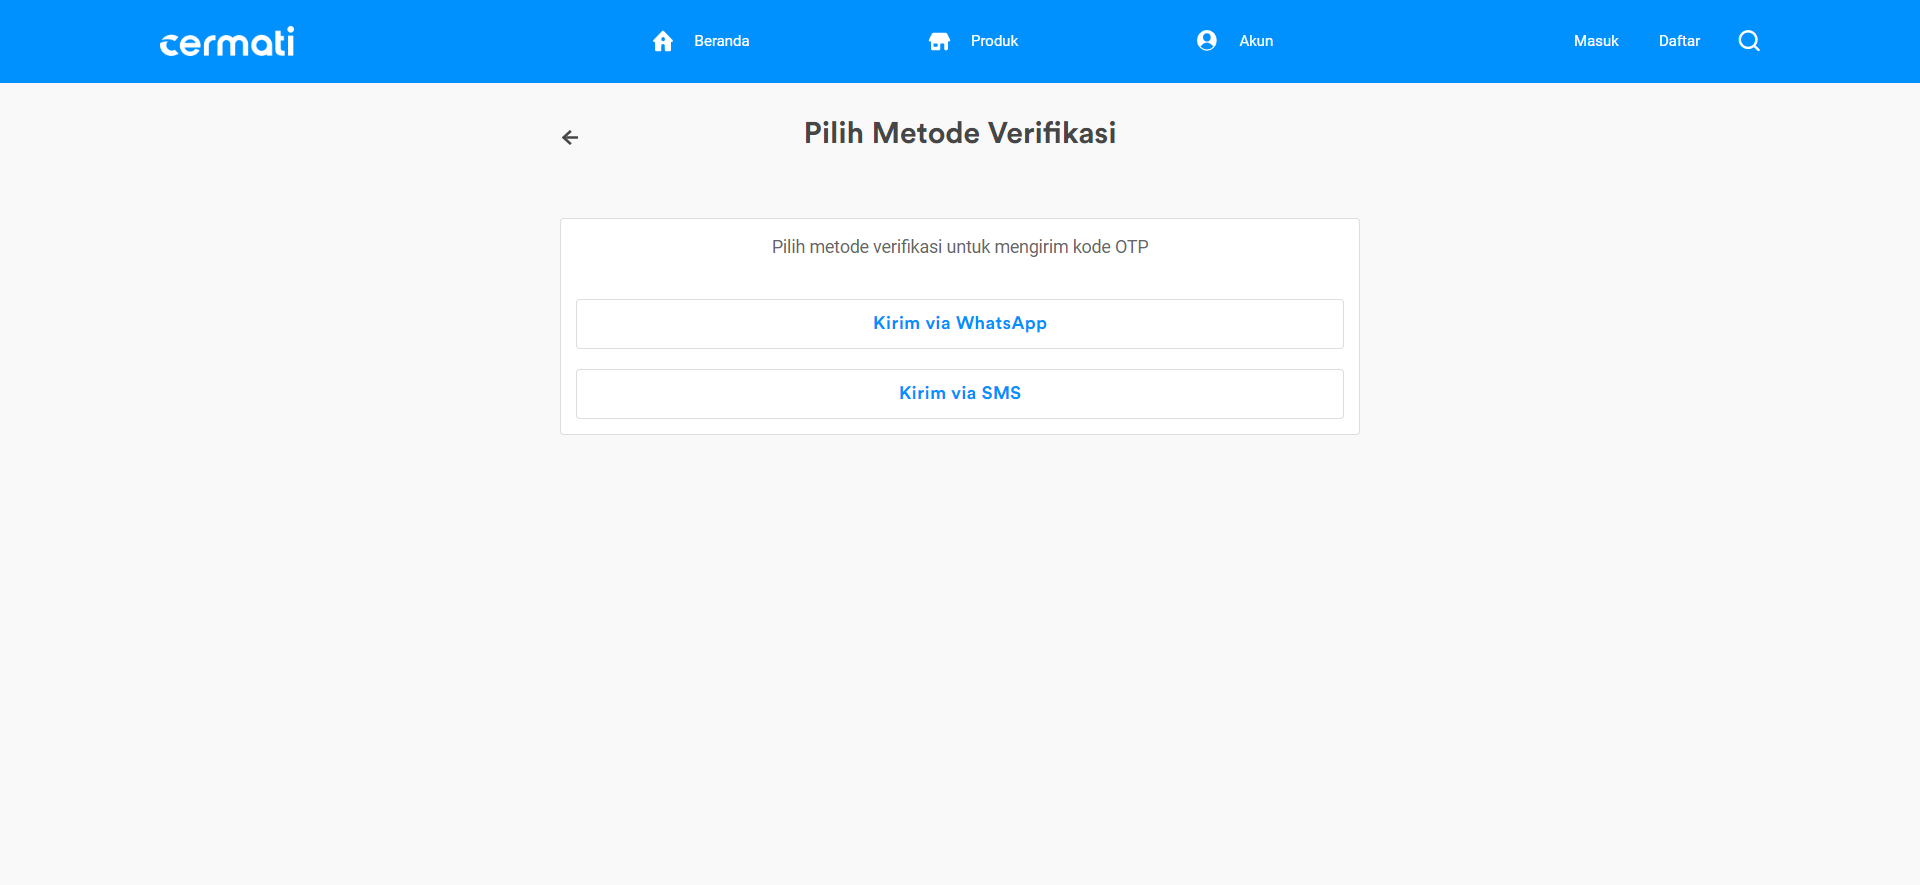 cermati
Beranda
Produk
Akun
Masuk
Daftar
Pilih Metode Verifikasi
Pilih metode verifikasi untuk mengirim kode OTP
Kirim via WhatsApp
Kirim via SMS